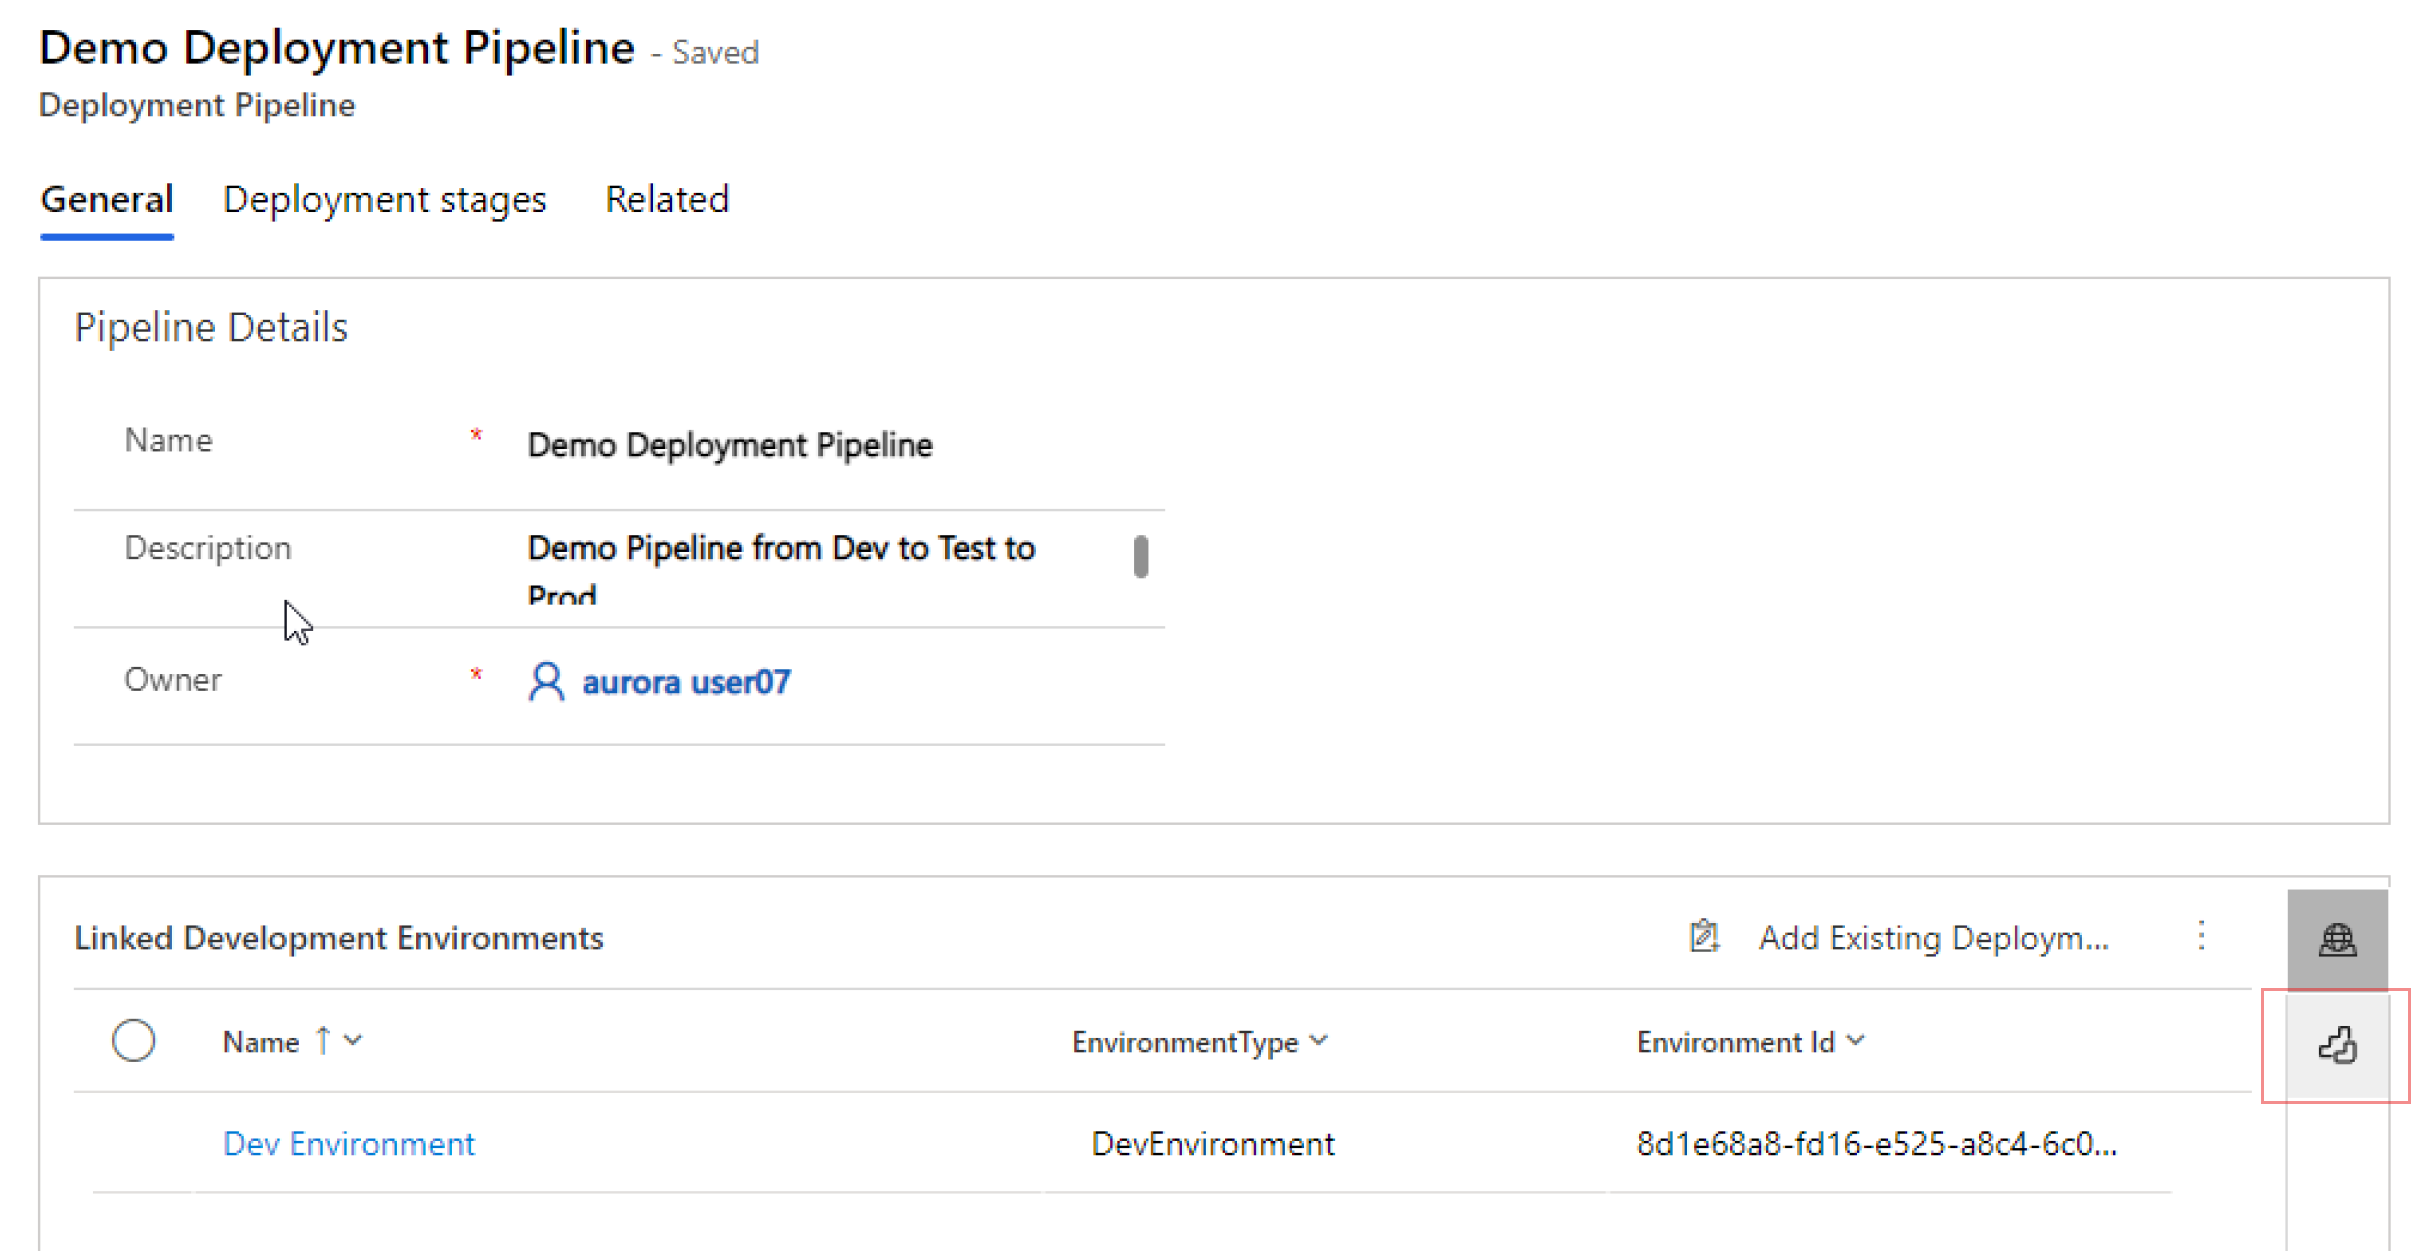 Demo Deployment Pipeline - Saved
Deployment Pipeline
General Deployment stages Related
Pipeline Details
Name * Demo Deployment Pipeline
Description Demo Pipeline from Dev to Test to
Prod
Owner * aurora user07
Linked Development Environments Add Existing Deploym...
Name EnvironmentType Environment Id
Dev Environment DevEnvironment 8d1e68a8-fd16-e525-a8c4-6c0...